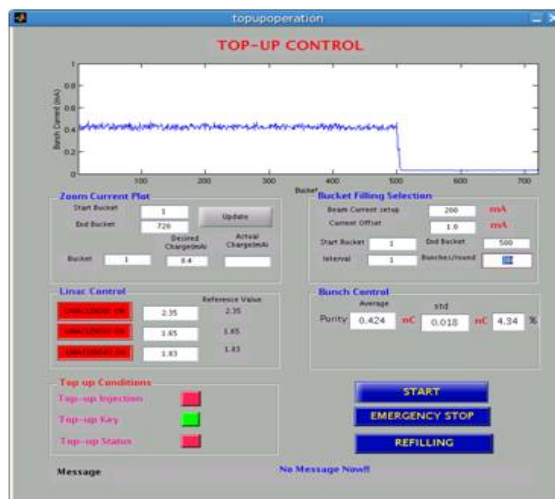 topupoperation
TOP-UP CONTROL
Bunch Current (mA)
1
0.8
0.6
0.4
0.2
0
100 200 300 400 500 600 700
Bucket
Zoom Current Plot
Start Bucket 1
End Bucket 720
Update
Desired Charge(mA) Actual Charge(mA)
Bucket 1 0.4
Bucket Filling Selection
Beam Current setup 200 mA
Current Offset 1.0 mA
Start Bucket 1 End Bucket 500
Interval 1 Bunches/round
Linac Control
Reference Value
2.35 2.35
1.65 1.65
1.83 1.83
Bunch Control
Average std
Purity 0.424 nC 0.018 nC 4.34 %
Top up Conditions
Top-up Injection
Top-up Key
Top-up Status
START
EMERGENCY STOP
REFILLING
Message No Message Now!!